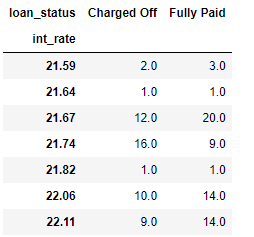 loan_status Charged Off Fully Paid
int_rate
21.59 2.0 3.0
21.64 1.0 1.0
21.67 12.0 20.0
21.74 16.0 9.0
21.82 1.0 1.0
22.06 10.0 14.0
22.11 9.0 14.0